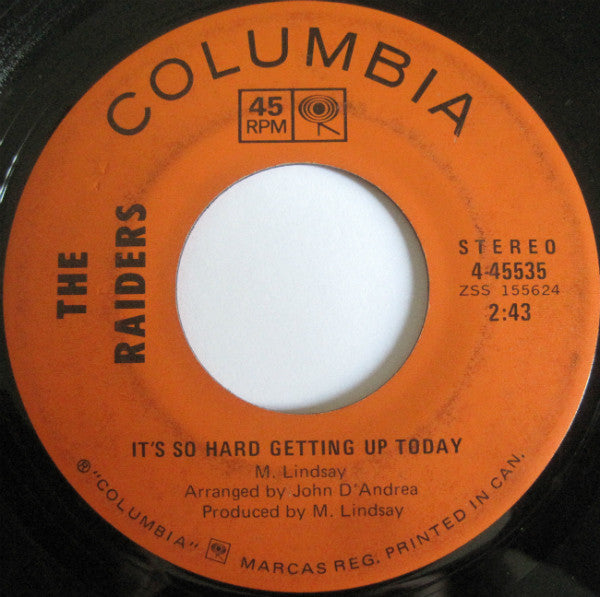 COLUMBIA
45
RPM
THE
RAIDERS
STEREO
4-45535
ZSS 155624
2:43
IT'S SO HARD GETTING UP TODAY
M. Lindsay
Arranged by John D'Andrea
Produced by M. Lindsay
® "COLUMBIA" MARCAS REG. PRINTED IN CAN.